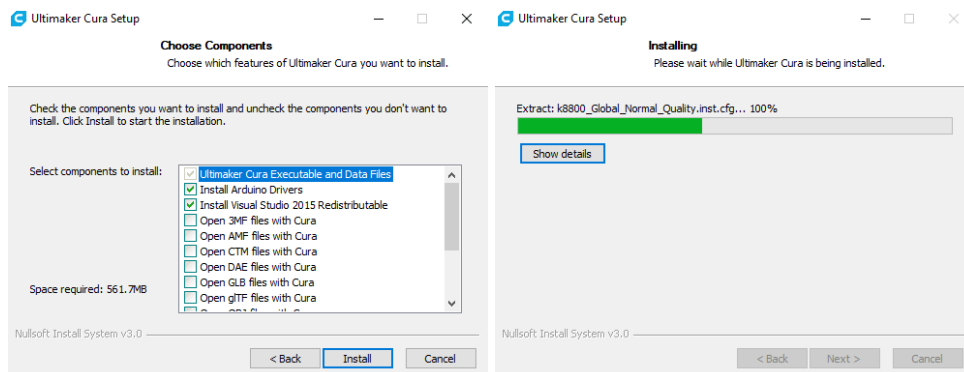 Ultimaker Cura Setup
Choose Components
Choose which features of Ultimaker Cura you want to install.
Check the components you want to install and uncheck the components you don't want to
install. Click Install to start the installation.
Select components to install:
Ultimaker Cura Executable and Data Files
Install Arduino Drivers
Install Visual Studio 2015 Redistributable
Open 3MF files with Cura
Open AMF files with Cura
Open CTM files with Cura
Open DAE files with Cura
Open GLB files with Cura
Open glTF files with Cura
Space required: 561.7MB
Nullsoft Install System v3.0
< Back Install Cancel
Ultimaker Cura Setup
Installing
Please wait while Ultimaker Cura is being installed.
Extract: k8800_Global_Normal_Quality.inst.cfg... 100%
Show details
Nullsoft Install System v3.0
< Back Next > Cancel